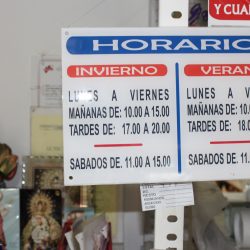 Y CUA
HORARIO
INVIERNO
LUNES A VIERNES
MAÑANAS DE: 10.00 A 15.00
TARDES DE: 17.00 A 20.00
SABADOS DE: 11.00 A 15.00
VERAN
LUNES A
MAÑANAS DE:
TARDES DE: 18.0
SABADOS DE: 11.